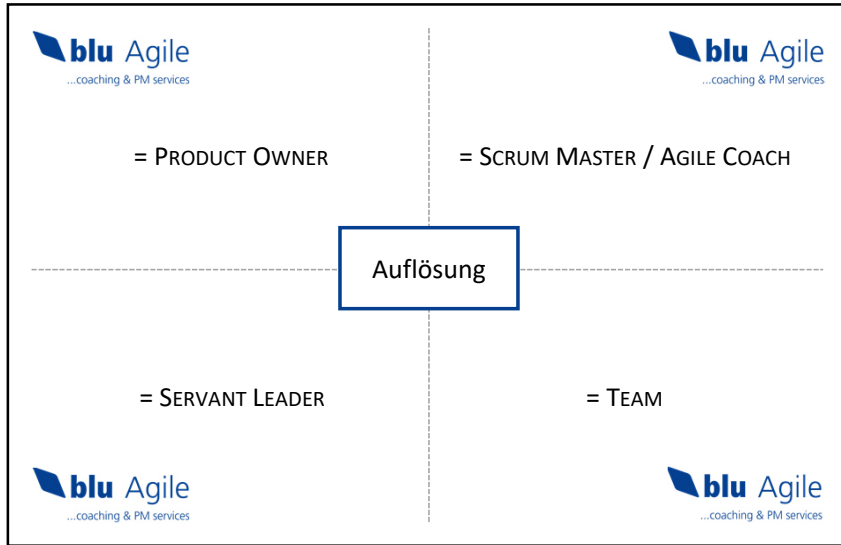 blu Agile
...coaching & PM services
blu Agile
...coaching & PM services
= PRODUCT OWNER
= SCRUM MASTER / AGILE COACH
Auflösung
= SERVANT LEADER
= TEAM
blu Agile
...coaching & PM services
blu Agile
...coaching & PM services